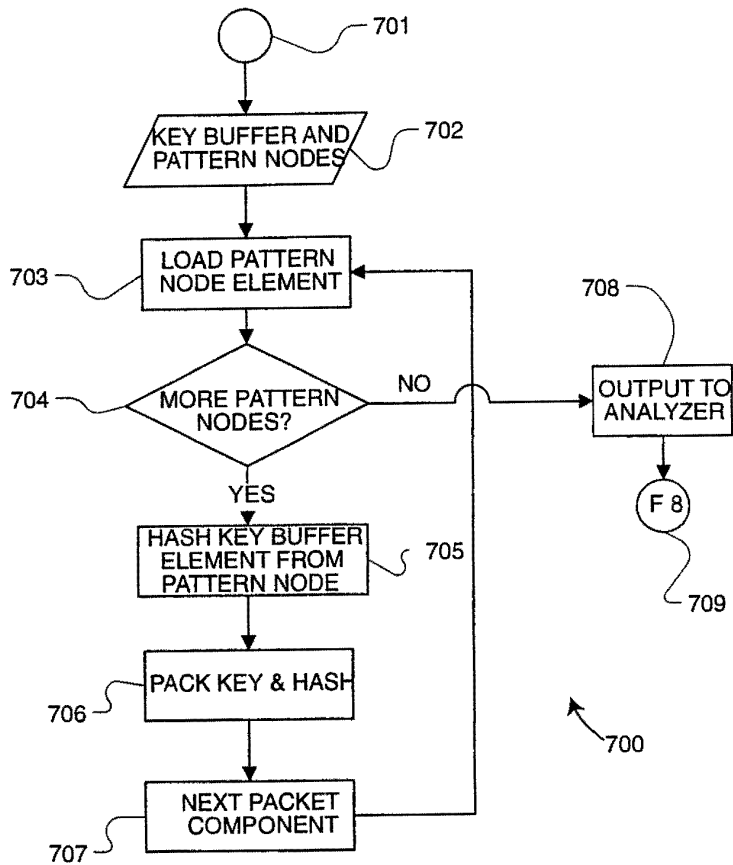 701
KEY BUFFER AND
PATTERN NODES
702
LOAD PATTERN
NODE ELEMENT
703
708
704
MORE PATTERN
NODES?
NO
OUTPUT TO
ANALYZER
YES
F 8
HASH KEY BUFFER
ELEMENT FROM
PATTERN NODE
705
709
PACK KEY & HASH
706
700
NEXT PACKET
COMPONENT
707